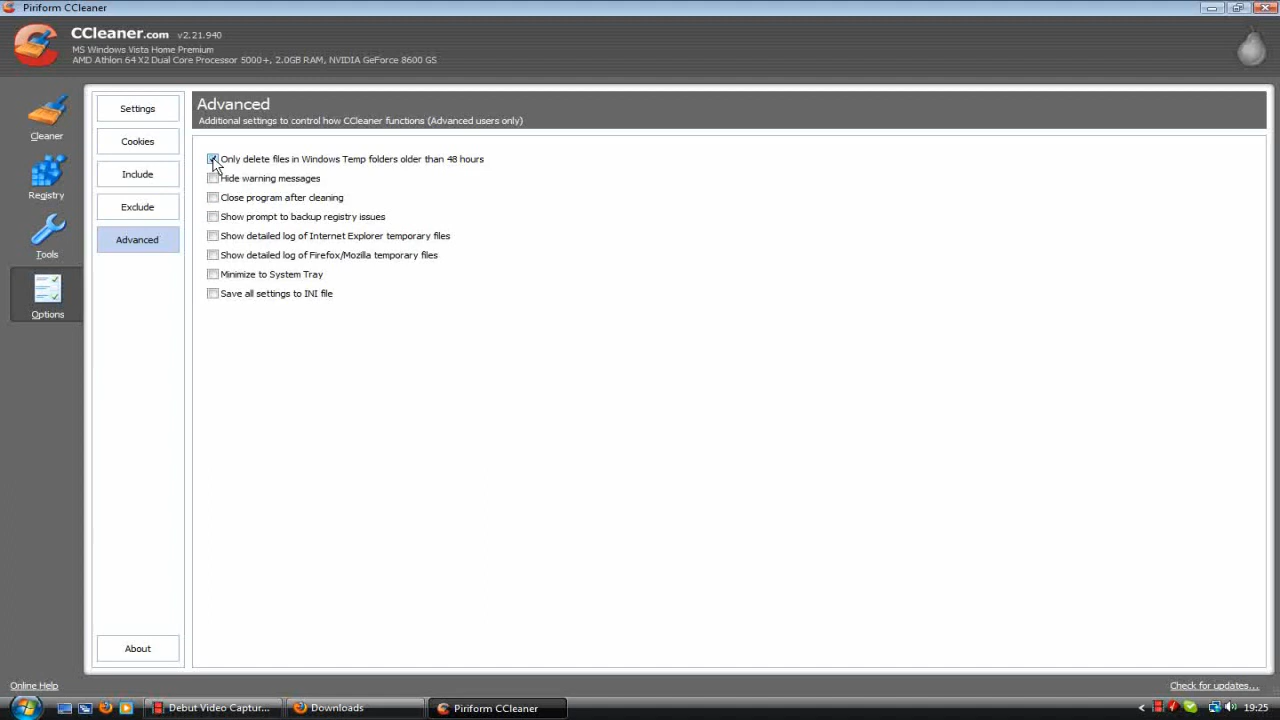 Piriform CCleaner
CCleaner.com v2.21.940
MS Windows Vista Home Premium
AMD Athlon 64 X2 Dual Core Processor 5000+, 2.0GB RAM, NVIDIA GeForce 8600 GS
Cleaner
Registry
Tools
Options
Settings
Cookies
Include
Exclude
Advanced
About
Advanced
Additional settings to control how CCleaner functions (Advanced users only)
Only delete files in Windows Temp folders older than 48 hours
Hide warning messages
Close program after cleaning
Show prompt to backup registry issues
Show detailed log of Internet Explorer temporary files
Show detailed log of Firefox/Mozilla temporary files
Minimize to System Tray
Save all settings to INI file
Online Help
Check for updates...
Debut Video Captur...
Downloads
Piriform CCleaner
19:25